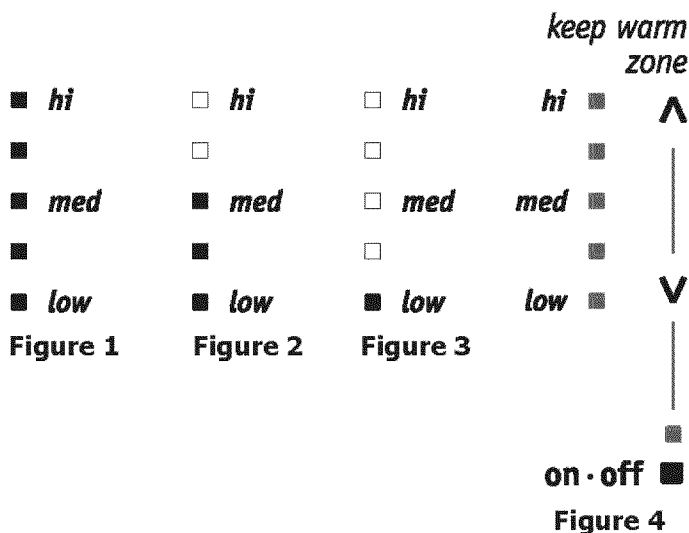 keep warm
zone
hi hi hi hi
med med med med
low low low low
Figure 1 Figure 2 Figure 3
on·off
Figure 4